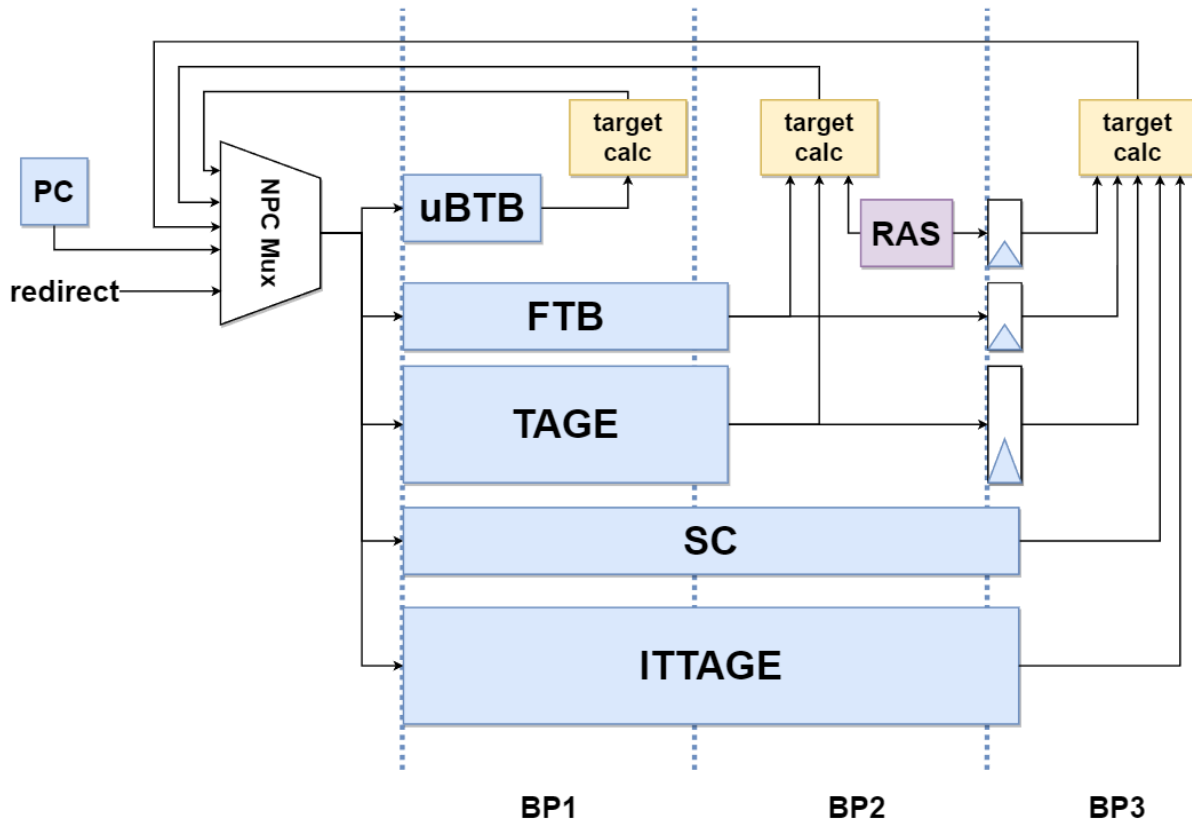 target
calc
target
calc
target
calc
PC
NPC Mux
uBTB
RAS
redirect
FTB
TAGE
SC
ITTAGE
BP1
BP2
BP3